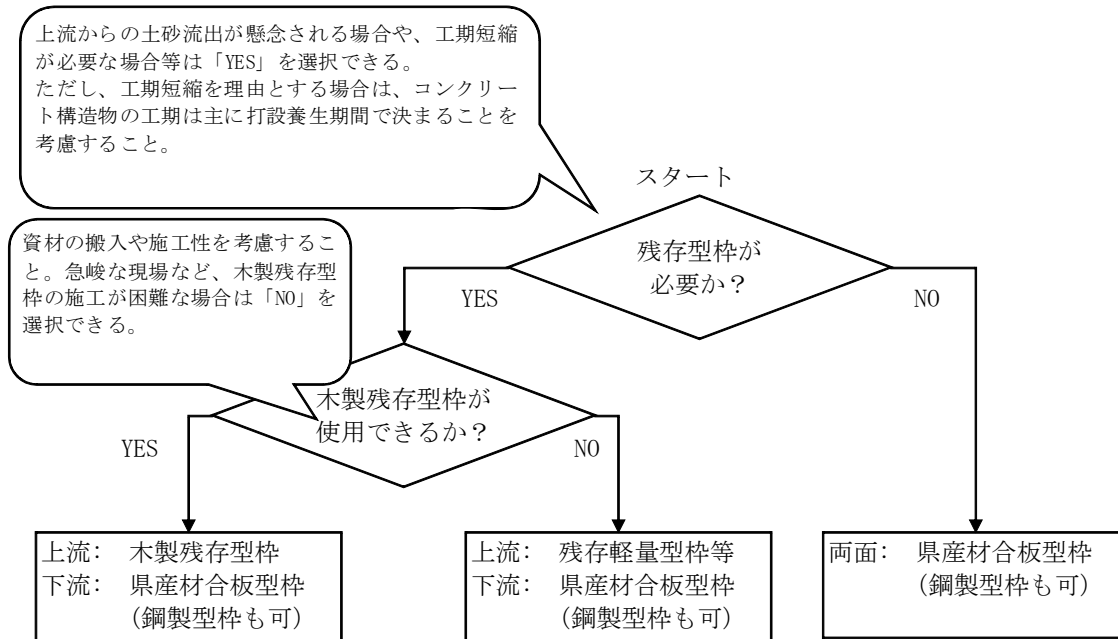 上流からの土砂流出が懸念される場合や、工期短縮
が必要な場合等は「YES」を選択できる。
ただし、工期短縮を理由とする場合は、コンクリー
ト構造物の工期は主に打設養生期間で決まることを
考慮すること。
スタート
残存型枠が
必要か？
YES
NO
資材の搬入や施工性を考慮するこ
と。急峻な現場など、木製残存型
枠の施工が困難な場合は「NO」を
選択できる。
木製残存型枠が
使用できるか？
YES
NO
上流： 木製残存型枠
下流： 県産材合板型枠
(鋼製型枠も可)
上流： 残存軽量型枠等
下流： 県産材合板型枠
(鋼製型枠も可)
両面： 県産材合板型枠
(鋼製型枠も可)